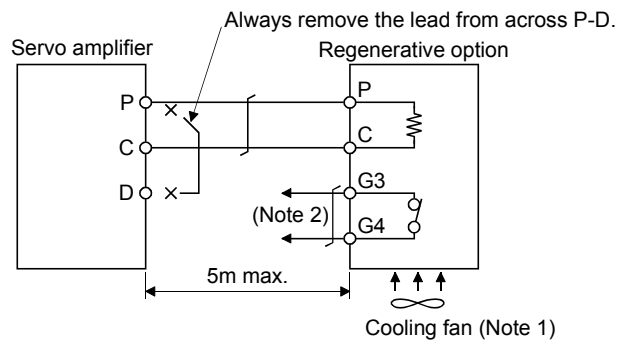 Always remove the lead from across P-D.
Servo amplifier
Regenerative option
P
P
C
C
D
G3
(Note 2)
G4
5m max.
Cooling fan (Note 1)